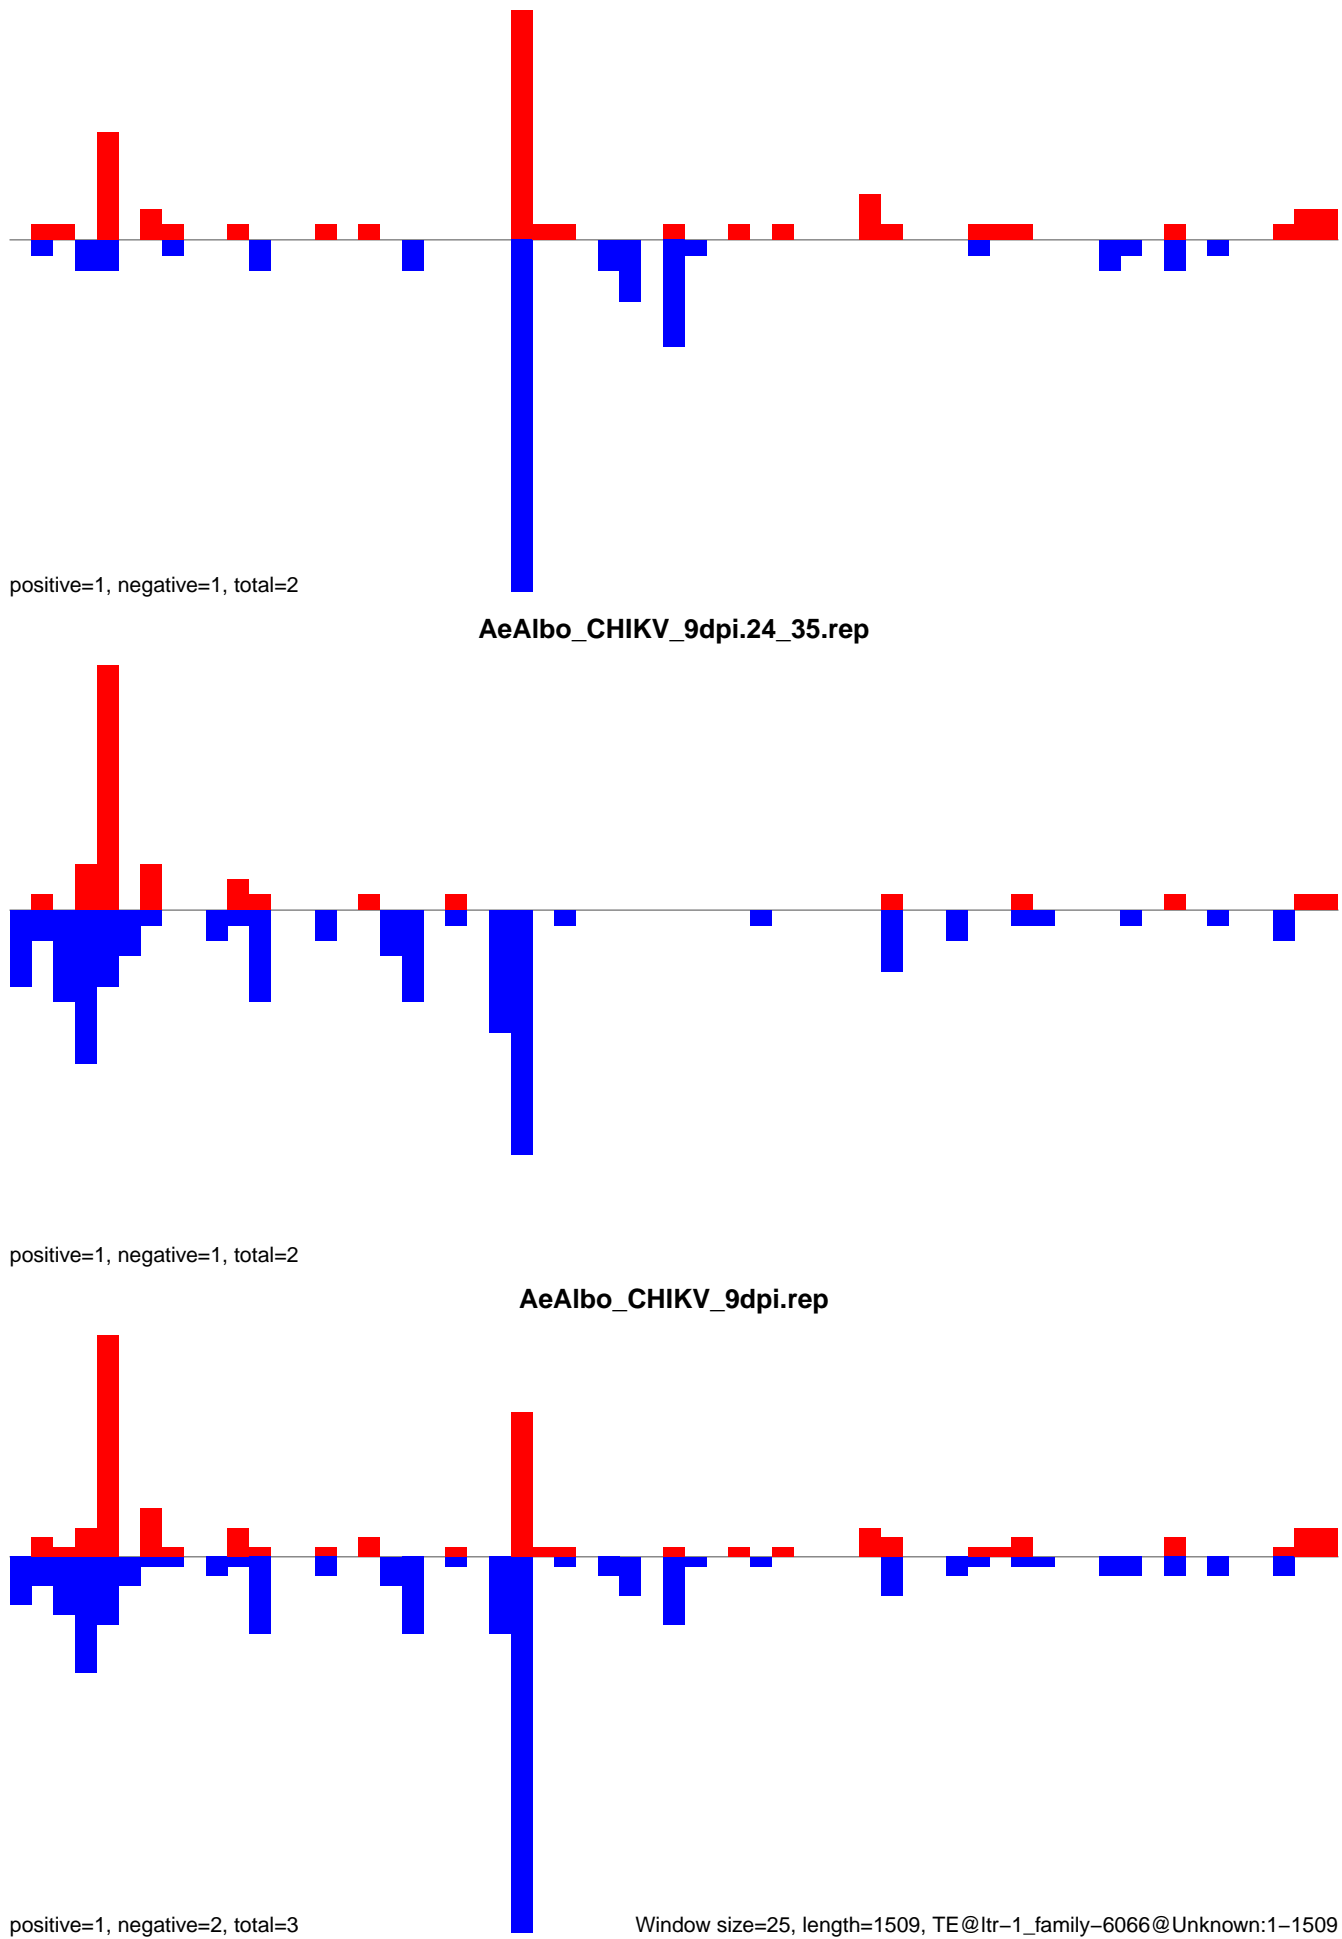 positive=1, negative=1, total=2
AeAlbo_CHIKV_9dpi.24_35.rep
positive=1, negative=1, total=2
AeAlbo_CHIKV_9dpi.rep
positive=1, negative=2, total=3
Window size=25, length=1509, TE@ltr−1_family−6066@Unknown:1−1509